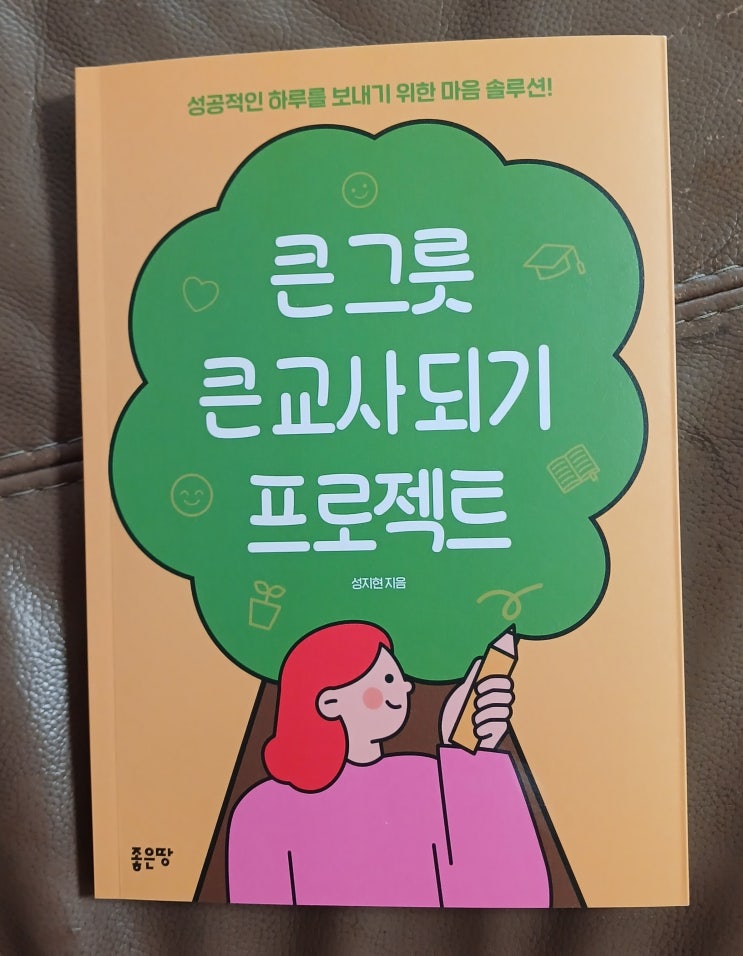 성공적인 하루를 보내기 위한 마음 솔루션!
큰 그릇
큰 교사 되기
프로젝트
성지현 지음
좋은땅